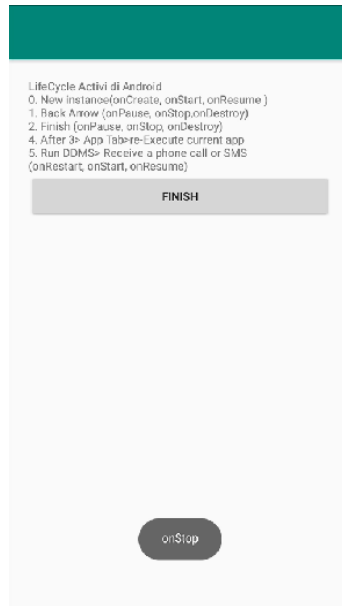 LifeCycle Activi di Android
0. New instance(onCreate, onStart, onResume )
1. Back Arrow (onPause, onStop,onDestroy)
2. Finish (onPause, onStop, onDestroy)
4. After 3> App Tab>re-Execute current app
5. Run DDMS> Receive a phone call or SMS
(onRestart, onStart, onResume)
FINISH
onStop